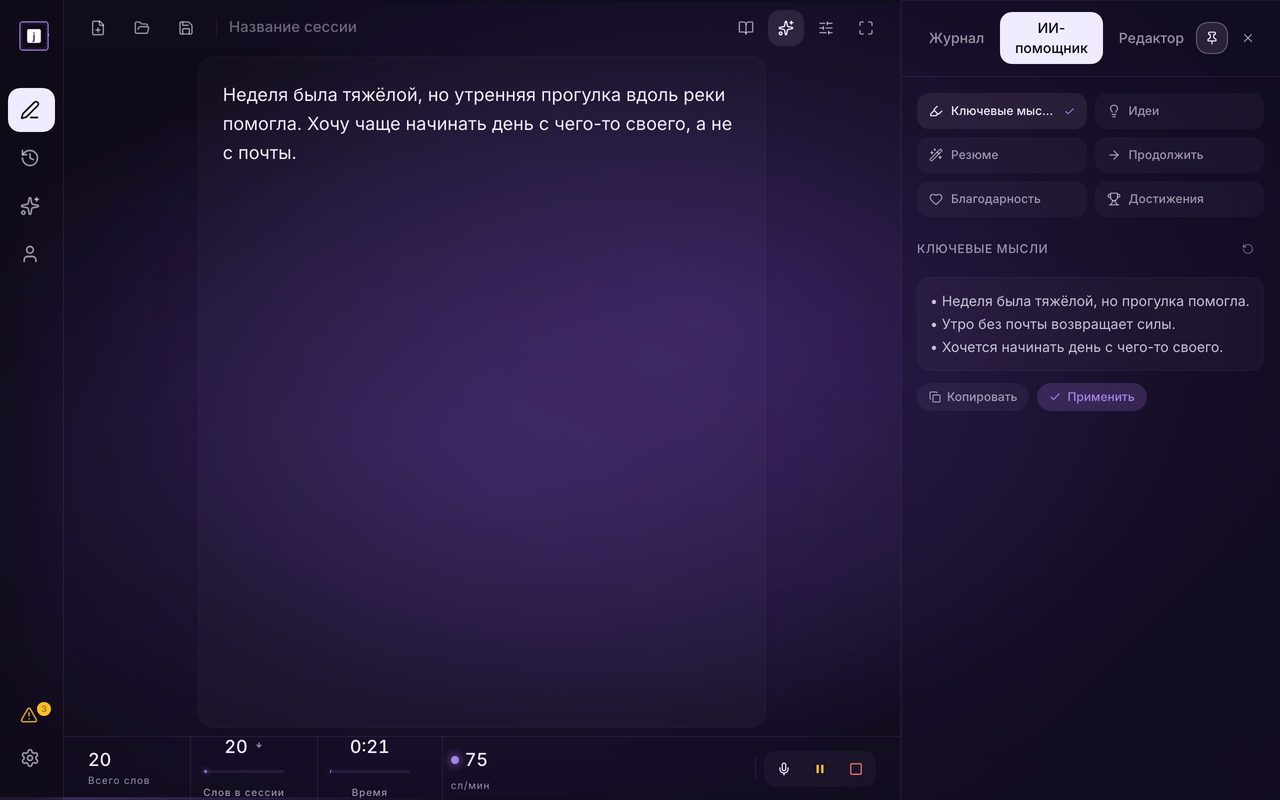 j
Название сессии
Неделя была тяжёлой, но утренняя прогулка вдоль реки
помогла. Хочу чаще начинать день с чего-то своего, а не
с почты.
Журнал
ИИ-
помощник
Редактор
Ключевые мыс...
Идеи
Резюме
Продолжить
Благодарность
Достижения
КЛЮЧЕВЫЕ МЫСЛИ
• Неделя была тяжёлой, но прогулка помогла.
• Утро без почты возвращает силы.
• Хочется начинать день с чего-то своего.
Копировать
Применить
3
20
Всего слов
20
Слов в сессии
0:21
Время
75
сл/мин